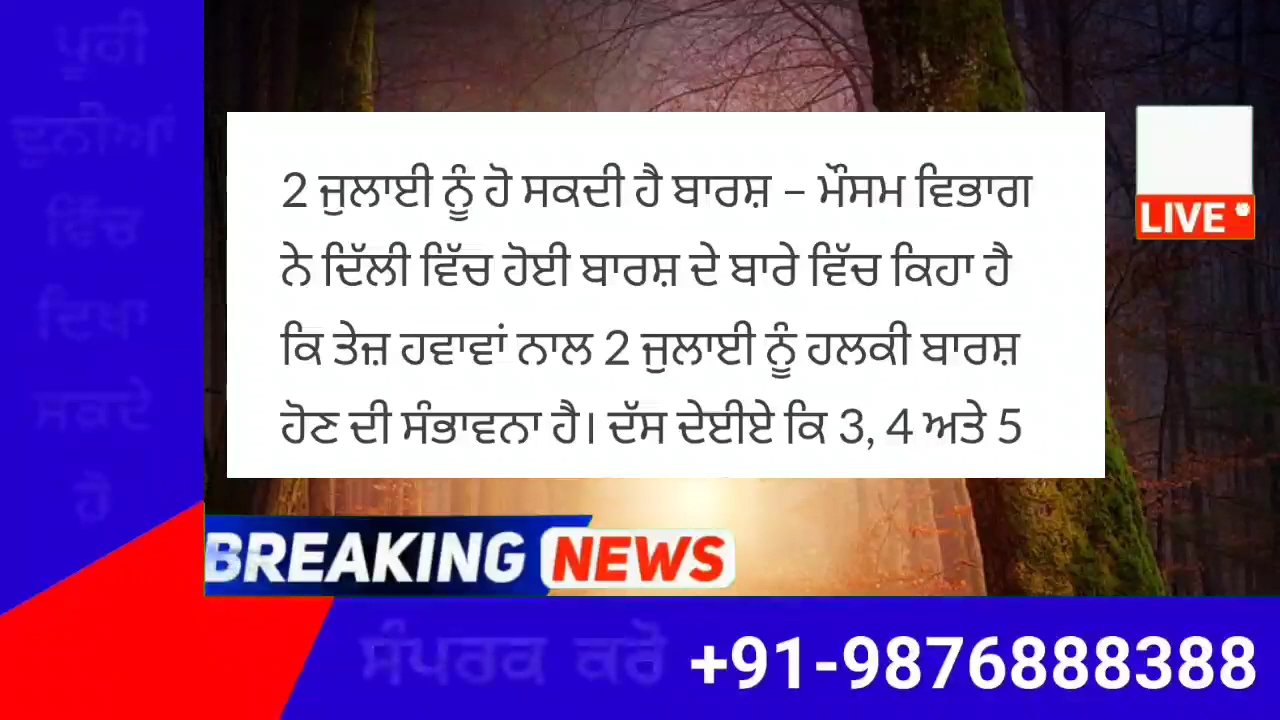 ਪੂਰੀ
ਦੁਨੀਆਂ
ਵਿੱਚ
ਦਿਖਾ
ਸਕਦੇ
ਹੋ
2 ਜੁਲਾਈ ਨੂੰ ਹੋ ਸਕਦੀ ਹੈ ਬਾਰਸ਼ – ਮੌਸਮ ਵਿਭਾਗ
ਨੇ ਦਿੱਲੀ ਵਿੱਚ ਹੋਈ ਬਾਰਸ਼ ਦੇ ਬਾਰੇ ਵਿੱਚ ਕਿਹਾ ਹੈ
ਕਿ ਤੇਜ਼ ਹਵਾਵਾਂ ਨਾਲ 2 ਜੁਲਾਈ ਨੂੰ ਹਲਕੀ ਬਾਰਸ਼
ਹੋਣ ਦੀ ਸੰਭਾਵਨਾ ਹੈ। ਦੱਸ ਦੇਈਏ ਕਿ 3, 4 ਅਤੇ 5
LIVE
BREAKING NEWS
ਸੰਪਰਕ ਕਰੋ +91-9876888388